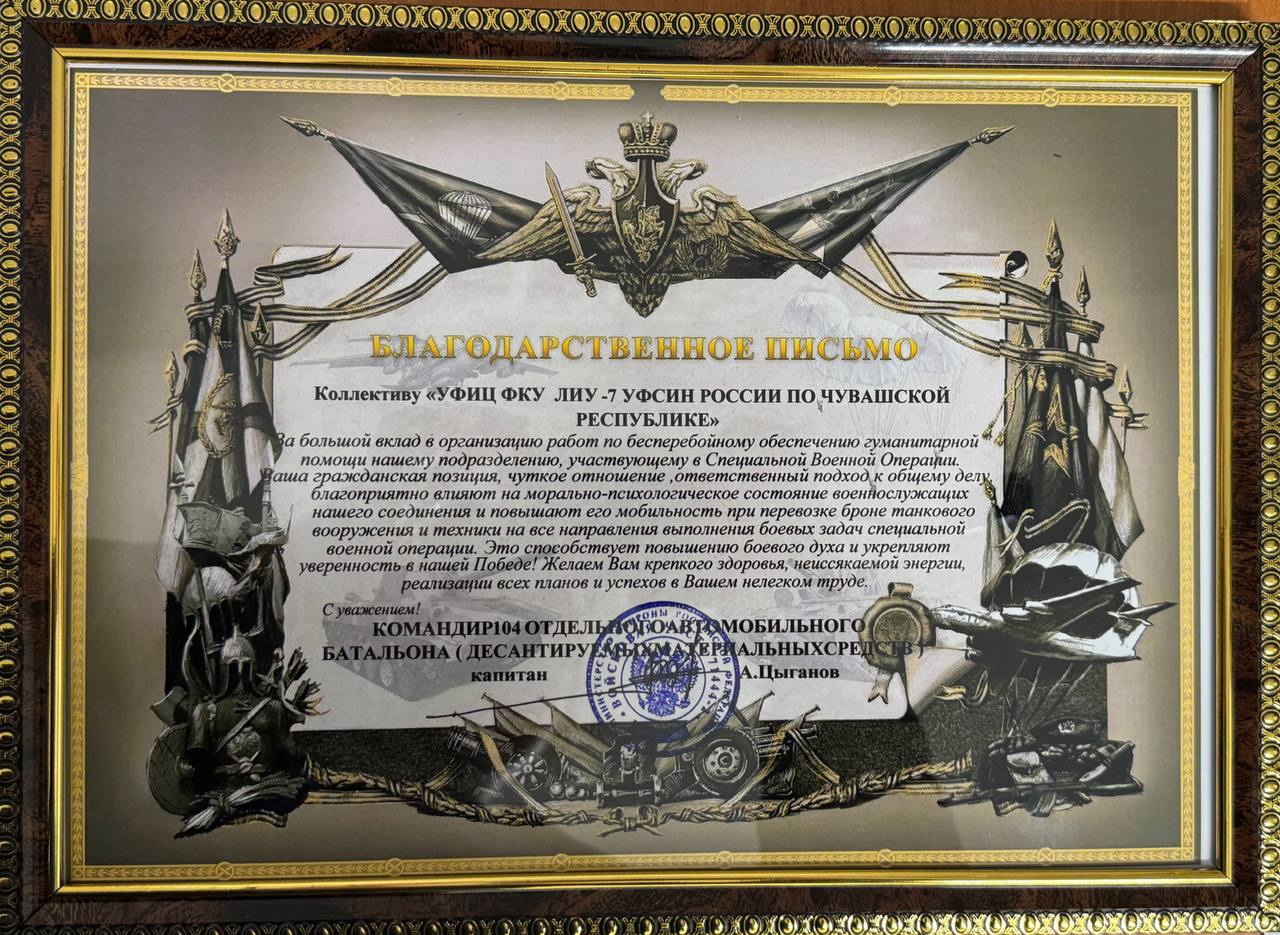 БЛАГОДАРСТВЕННОЕ ПИСЬМО
Коллективу «УФИЦ ФКУ ЛИУ -7 УФСИН РОССИИ ПО ЧУВАШСКОЙ
РЕСПУБЛИКЕ»
За большой вклад в организацию работ по бесперебойному обеспечению гуманитарной
помощи нашему подразделению, участвующему в Специальной Военной Операции.
Ваша гражданская позиция, чуткое отношение ,ответственный подход к общему делу,
благоприятно влияют на морально-психологическое состояние военнослужащих
нашего соединения и повышают его мобильность при перевозке броне танкового
вооружения и техники на все направления выполнения боевых задач специальной
военной операции. Это способствует повышению боевого духа и укрепляют
уверенность в нашей Победе! Желаем Вам крепкого здоровья, неиссякаемой энергии,
реализации всех планов и успехов в Вашем нелегком труде.
С уважением!
КОМАНДИР104 ОТДЕЛЬНОГО АВТОМОБИЛЬНОГО
БАТАЛЬОНА ( ДЕСАНТИРУЕМЫХМАТЕРИАЛЬНЫХСРЕДСТВ )
капитан А.Цыганов